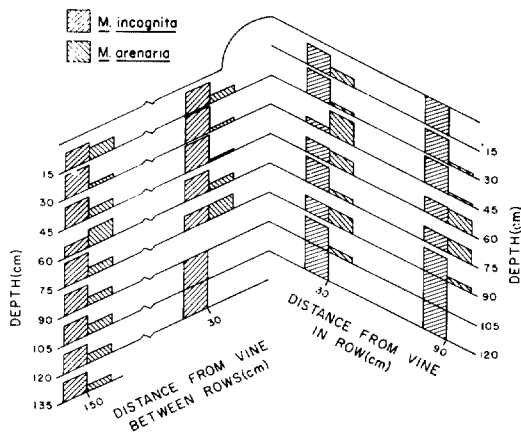 M. incognita
M. arenaria
15
30
45
60
75
90
105
120
135
DEPTH(cm)
150
30
DISTANCE FROM VINE
BETWEEN ROWS(cm)
30
90
DISTANCE FROM VINE
IN ROW(cm)
15
30
45
60
75
90
105
120
DEPTH(cm)